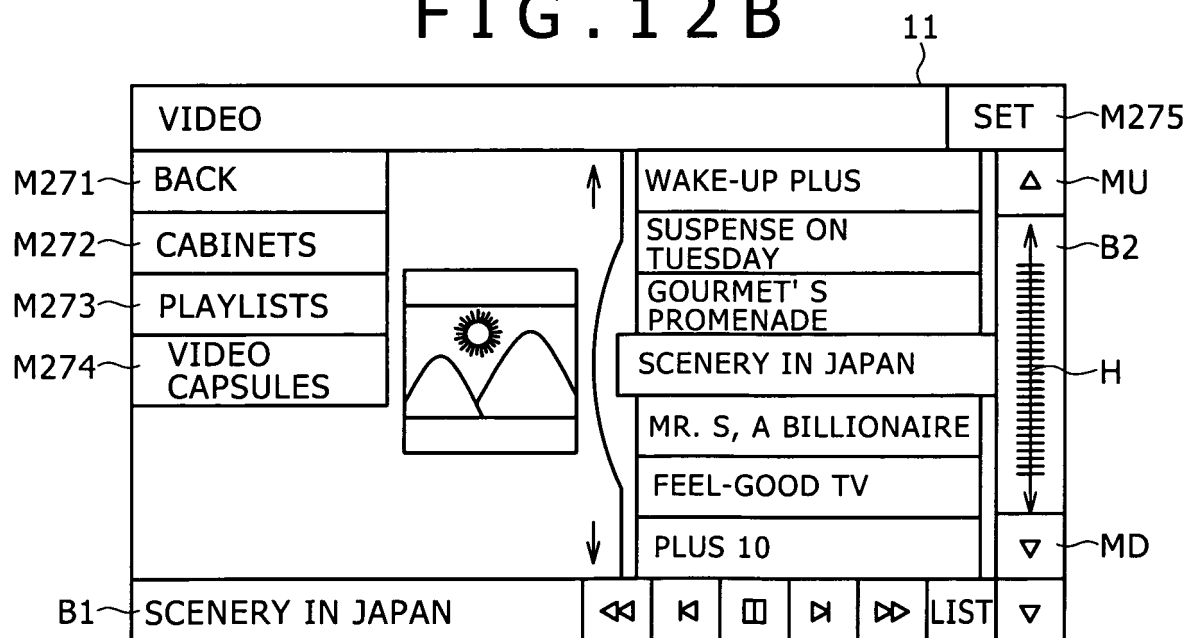 FIG.12B
11
VIDEO
SET
M275
M271
BACK
WAKE-UP PLUS
MU
M272
CABINETS
SUSPENSE ON
TUESDAY
B2
M273
PLAYLISTS
GOURMET' S
PROMENADE
M274
VIDEO
CAPSULES
SCENERY IN JAPAN
H
MR. S, A BILLIONAIRE
FEEL-GOOD TV
PLUS 10
MD
B1
SCENERY IN JAPAN
LIST